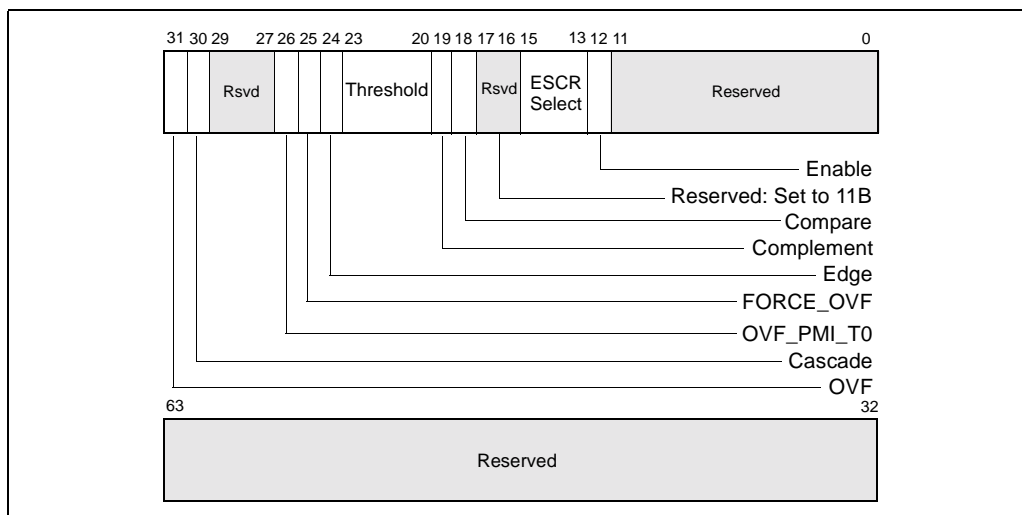 31 30 29 27 26 25 24 23 20 19 18 17 16 15 13 12 11 0
Rsvd Threshold Rsvd ESCR Select Reserved
Enable
Reserved: Set to 11B
Compare
Complement
Edge
FORCE_OVF
OVF_PMI_T0
Cascade
OVF
63 32
Reserved